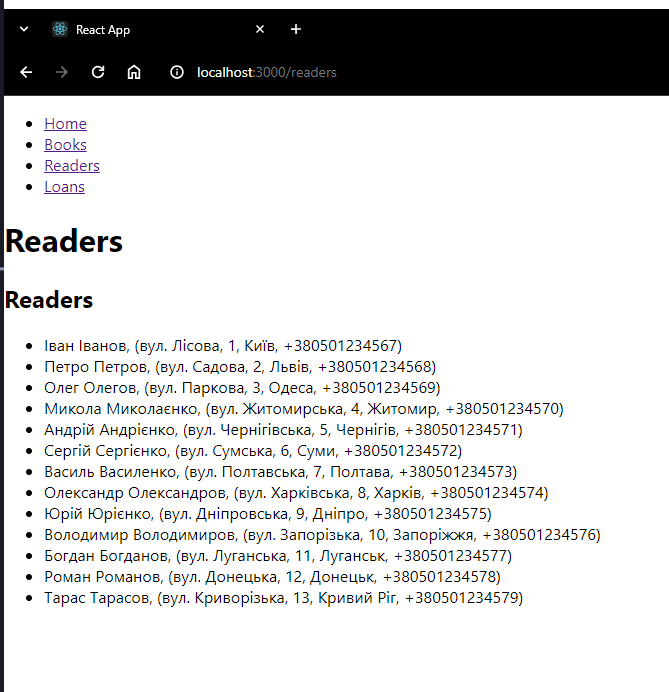 React App
localhost:3000/readers
Home
Books
Readers
Loans
Readers
Readers
Іван Іванов, (вул. Лісова, 1, Київ, +380501234567)
Петро Петров, (вул. Садова, 2, Львів, +380501234568)
Олег Олегов, (вул. Паркова, 3, Одеса, +380501234569)
Микола Миколаєнко, (вул. Житомирська, 4, Житомир, +380501234570)
Андрій Андрієнко, (вул. Чернігівська, 5, Чернігів, +380501234571)
Сергій Сергієнко, (вул. Сумська, 6, Суми, +380501234572)
Василь Василенко, (вул. Полтавська, 7, Полтава, +380501234573)
Олександр Олександров, (вул. Харківська, 8, Харків, +380501234574)
Юрій Юрієнко, (вул. Дніпровська, 9, Дніпро, +380501234575)
Володимир Володимиров, (вул. Запорізька, 10, Запоріжжя, +380501234576)
Богдан Богданов, (вул. Луганська, 11, Луганськ, +380501234577)
Роман Романов, (вул. Донецька, 12, Донецьк, +380501234578)
Тарас Тарасов, (вул. Криворізька, 13, Кривий Ріг, +380501234579)